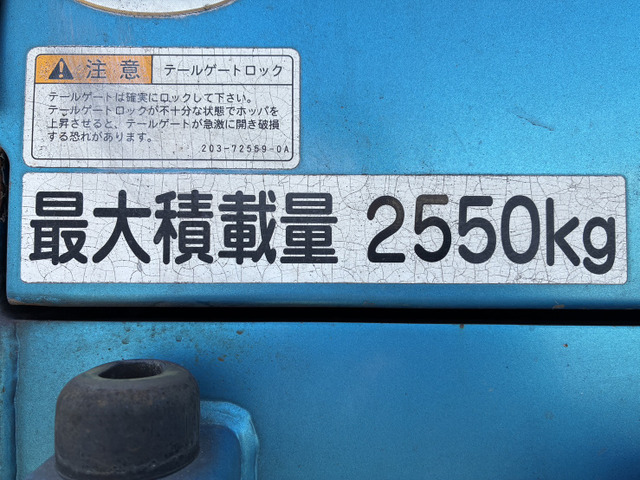 注意 テールゲートロック
テールゲートは確実にロックして下さい。
テールゲートロックが不十分な状態でホッパを
上昇させると、テールゲートが急激に開き破損
する恐れがあります。
203-72559-0A
最大積載量 2550kg